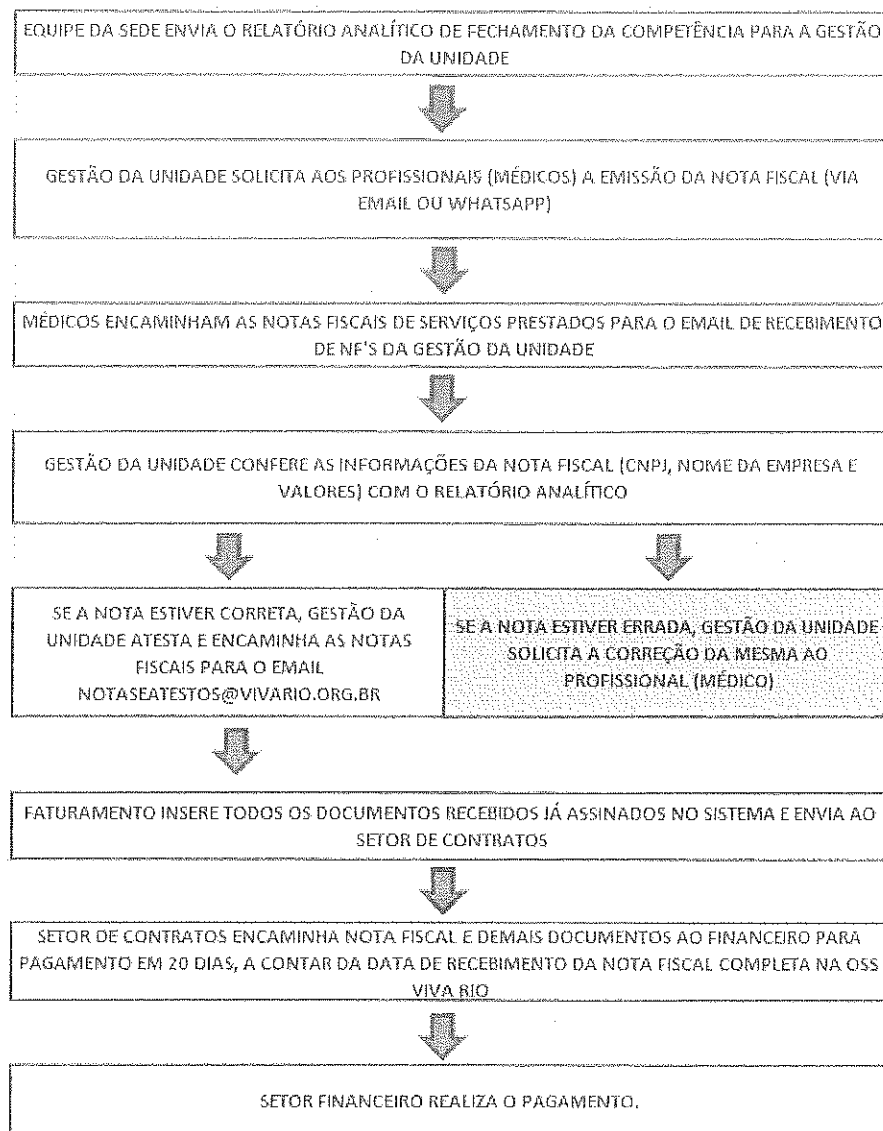 EQUIPE DA SEDE ENVIA O RELATÓRIO ANALÍTICO DE FECHAMENTO DA COMPETÊNCIA PARA A GESTÃO
DA UNIDADE
GESTÃO DA UNIDADE SOLICITA AOS PROFISSIONAIS (MÉDICOS) A EMISSÃO DA NOTA FISCAL (VIA
EMAIL OU WHATSAPP)
MÉDICOS ENCAMINHAM AS NOTAS FISCAIS DE SERVIÇOS PRESTADOS PARA O EMAIL DE RECEBIMENTO
DE NF'S DA GESTÃO DA UNIDADE
GESTÃO DA UNIDADE CONFERE AS INFORMAÇÕES DA NOTA FISCAL (CNPJ, NOME DA EMPRESA E
VALORES) COM O RELATÓRIO ANALÍTICO
SE A NOTA ESTIVER CORRETA, GESTÃO DA
UNIDADE ATESTA E ENCAMINHA AS NOTAS
FISCAIS PARA O EMAIL
NOTASEATESTOS@VIVARIO.ORG.BR
SE A NOTA ESTIVER ERRADA, GESTÃO DA UNIDADE
SOLICITA A CORREÇÃO DA MESMA AO
PROFISSIONAL (MÉDICO)
FATURAMENTO INSERE TODOS OS DOCUMENTOS RECEBIDOS JÁ ASSINADOS NO SISTEMA E ENVIA AO
SETOR DE CONTRATOS
SETOR DE CONTRATOS ENCAMINHA NOTA FISCAL E DEMAIS DOCUMENTOS AO FINANCEIRO PARA
PAGAMENTO EM 20 DIAS, A CONTAR DA DATA DE RECEBIMENTO DA NOTA FISCAL COMPLETA NA OSS
VIVA RIO
SETOR FINANCEIRO REALIZA O PAGAMENTO.